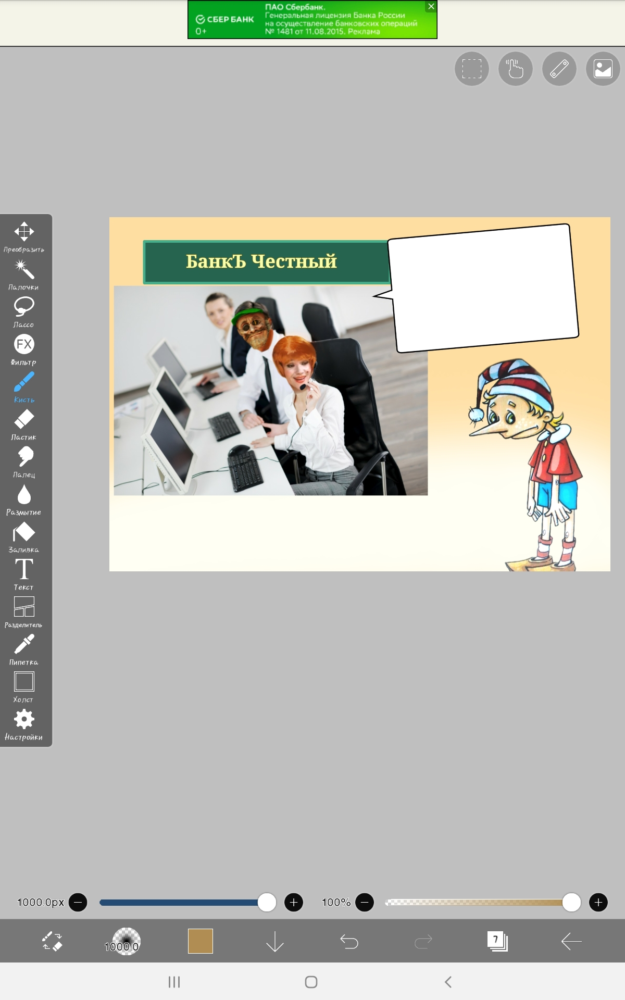 СБЕР БАНК
0+
ПАО Сбербанк.
Генеральная лицензия Банка России
на осуществление банковских операций
№ 1481 от 11.08.2015. Реклама
БанкЪ Честный
Преобразить
Палочки
Лассо
FX
Фильтр
Кисть
Ластик
Палец
Размытие
Заливка
T
Текст
Разделитель
Пипетка
Холст
Настройки
1000.0px
100%
1000.0
7